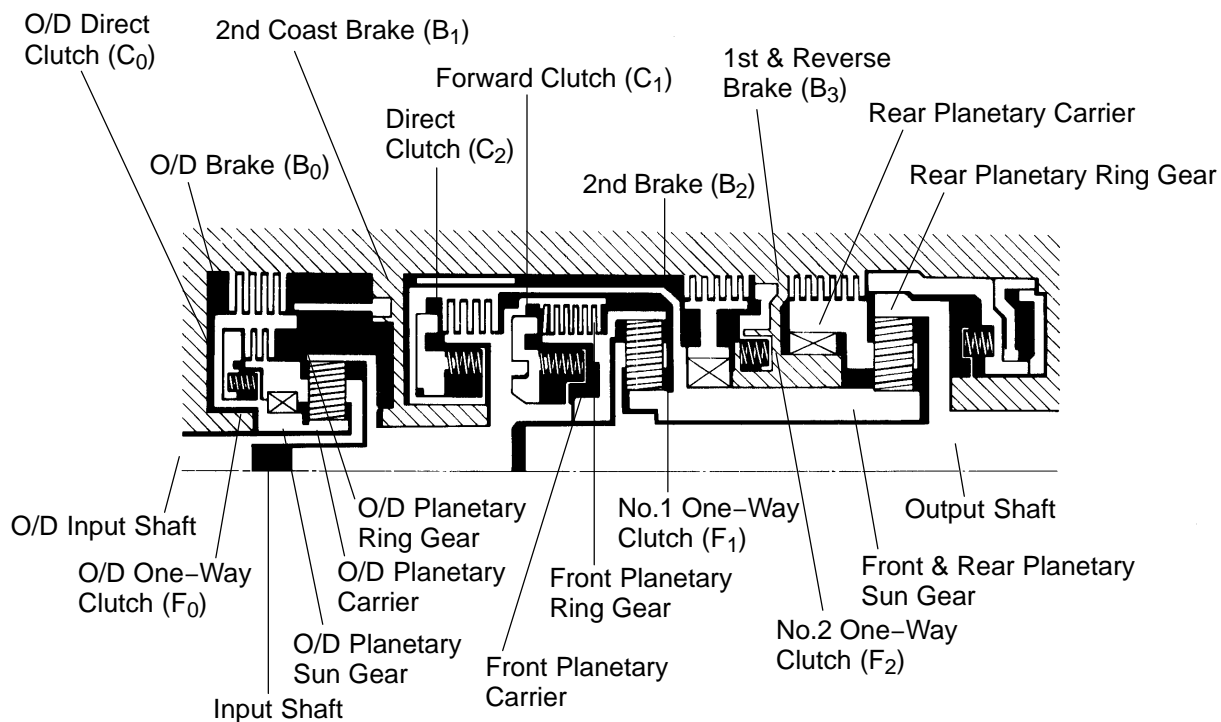 O/D Direct
Clutch (C0)
2nd Coast Brake (B1)
Forward Clutch (C1)
1st & Reverse
Brake (B3)
Direct
Clutch (C2)
Rear Planetary Carrier
O/D Brake (B0)
2nd Brake (B2)
Rear Planetary Ring Gear
O/D Input Shaft
O/D Planetary
Ring Gear
No.1 One−Way
Clutch (F1)
Output Shaft
O/D One−Way
Clutch (F0)
O/D Planetary
Carrier
Front Planetary
Ring Gear
Front & Rear Planetary
Sun Gear
O/D Planetary
Sun Gear
Front Planetary
Carrier
No.2 One−Way
Clutch (F2)
Input Shaft